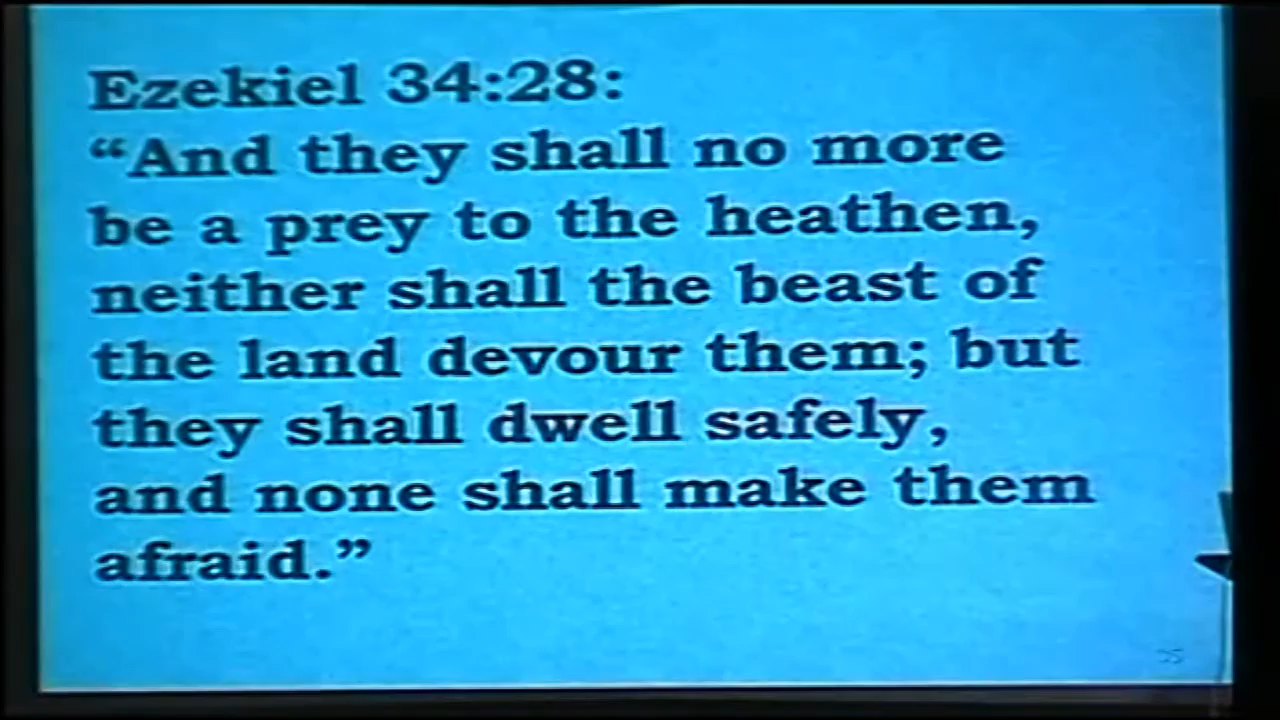 Ezekiel 34:28:
“And they shall no more
be a prey to the heathen,
neither shall the beast of
the land devour them; but
they shall dwell safely,
and none shall make them
afraid.”